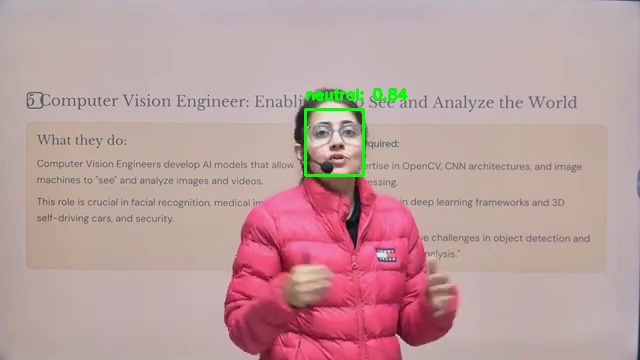 neutral: 0.84
5 Computer Vision Engineer: Enabli o See and Analyze the World
What they do:
Computer Vision Engineers develop AI models that allow
machines to "see" and analyze images and videos.
This role is crucial in facial recognition, medical im
self-driving cars, and security.
quired:
ertise in OpenCV, CNN architectures, and image
essing.
in deep learning frameworks and 3D
ve challenges in object detection and
nalysis."